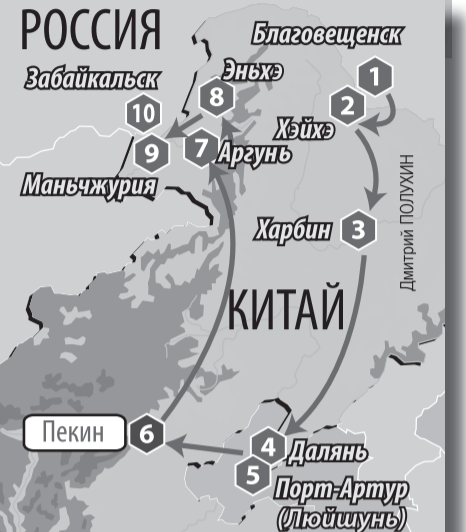 РОССИЯ
Благовещенск
1
Забайкальск
Эньхэ
8
2
10
Хэйхэ
9
7
Аргунь
Маньчжурия
Дмитрий ПОЛУХИН
Харбин
3
КИТАЙ
Пекин
6
4
Далянь
5
Порт-Артур
(Люйшунь)